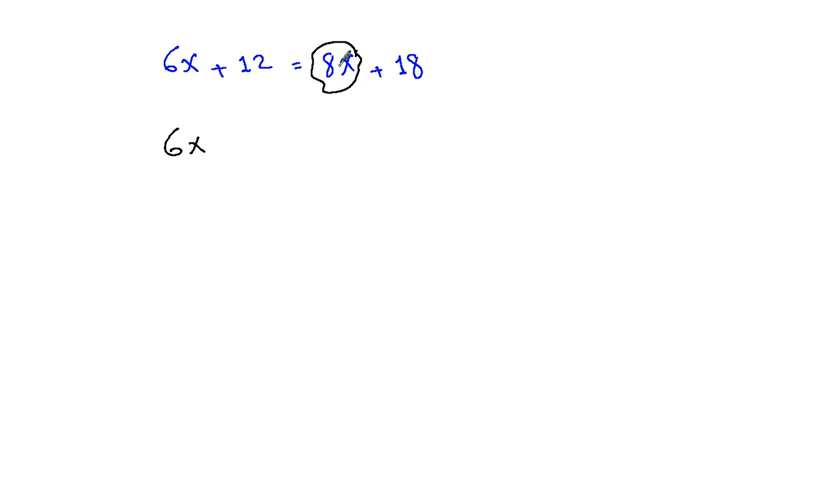 6x + 12 = 8x + 18
6x